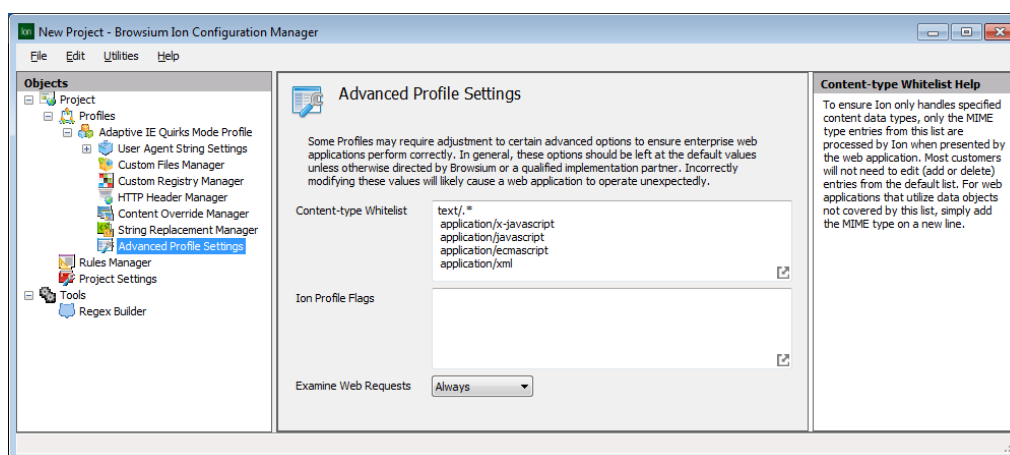 Ion New Project - Browsium Ion Configuration Manager
File Edit Utilities Help
Objects
Project
Profiles
Adaptive IE Quirks Mode Profile
User Agent String Settings
Custom Files Manager
Custom Registry Manager
HTTP Header Manager
Content Override Manager
String Replacement Manager
Advanced Profile Settings
Rules Manager
Project Settings
Tools
Regex Builder
Advanced Profile Settings
Some Profiles may require adjustment to certain advanced options to ensure enterprise web
applications perform correctly. In general, these options should be left at the default values
unless otherwise directed by Browsium or a qualified implementation partner. Incorrectly
modifying these values will likely cause a web application to operate unexpectedly.
Content-type Whitelist
text/.*
application/x-javascript
application/javascript
application/ecmascript
application/xml
Ion Profile Flags
Examine Web Requests Always
Content-type Whitelist Help
To ensure Ion only handles specified
content data types, only the MIME
type entries from this list are
processed by Ion when presented by
the web application. Most customers
will not need to edit (add or delete)
entries from the default list. For web
applications that utilize data objects
not covered by this list, simply add
the MIME type on a new line.